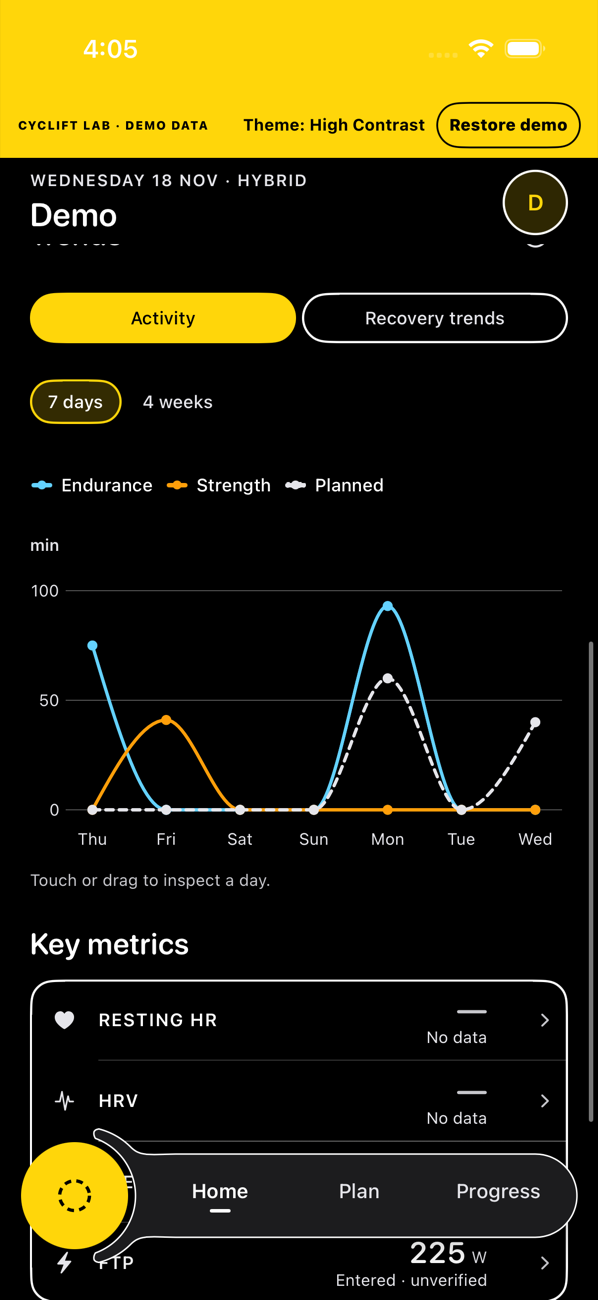 4:05
CYCLIFT LAB · DEMO DATA
Theme: High Contrast
Restore demo
WEDNESDAY 18 NOV · HYBRID
Demo
D
Activity
Recovery trends
7 days
4 weeks
Endurance
Strength
Planned
min
100
50
0
Thu Fri Sat Sun Mon Tue Wed
Touch or drag to inspect a day.
Key metrics
RESTING HR
No data
HRV
No data
Home
Plan
Progress
FTP
225 W
Entered · unverified